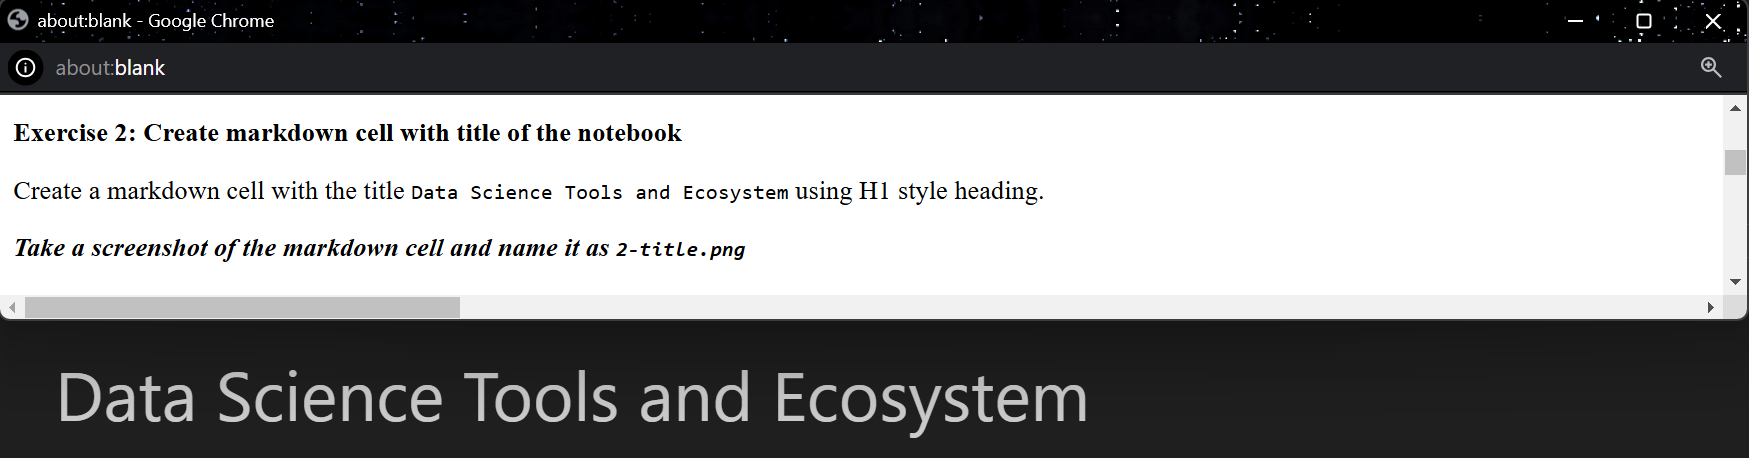 about:blank - Google Chrome
about:blank
Exercise 2: Create markdown cell with title of the notebook
Create a markdown cell with the title Data Science Tools and Ecosystem using H1 style heading.
Take a screenshot of the markdown cell and name it as 2-title.png
Data Science Tools and Ecosystem